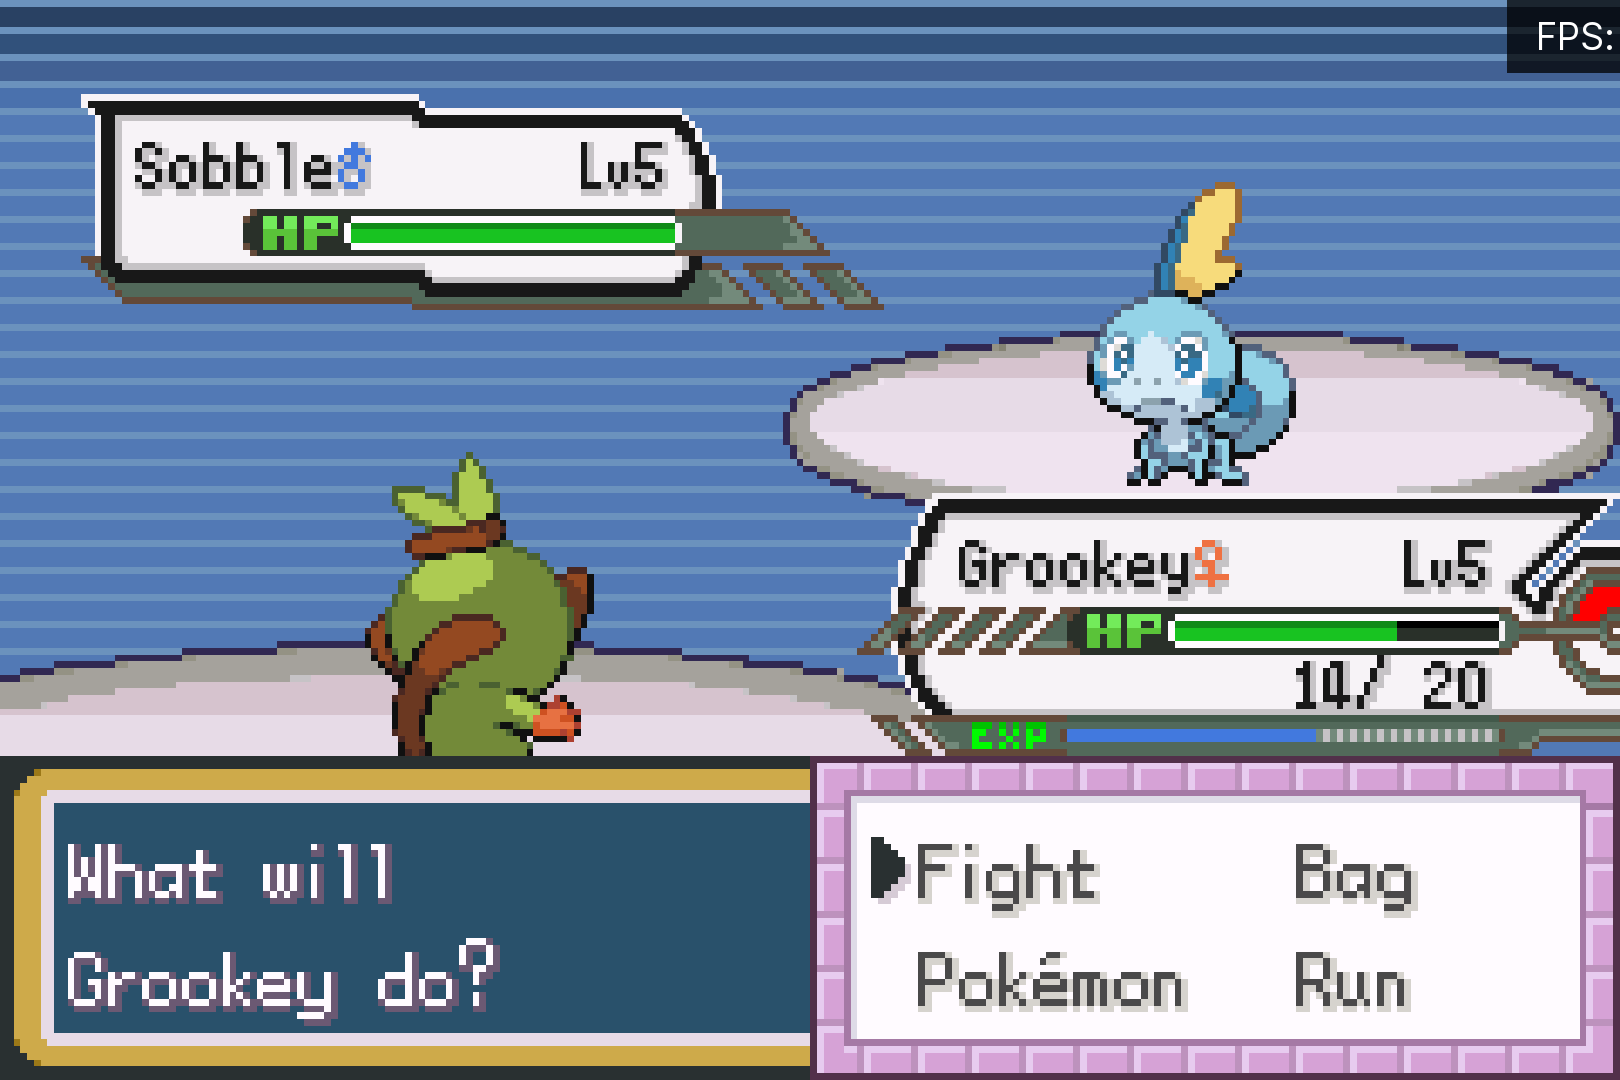 FPS:
Sobble♂ Lv5
HP
Grookey♀ Lv5
HP
14/ 20
EXP
What will
Grookey do?
▶Fight Bag
Pokémon Run